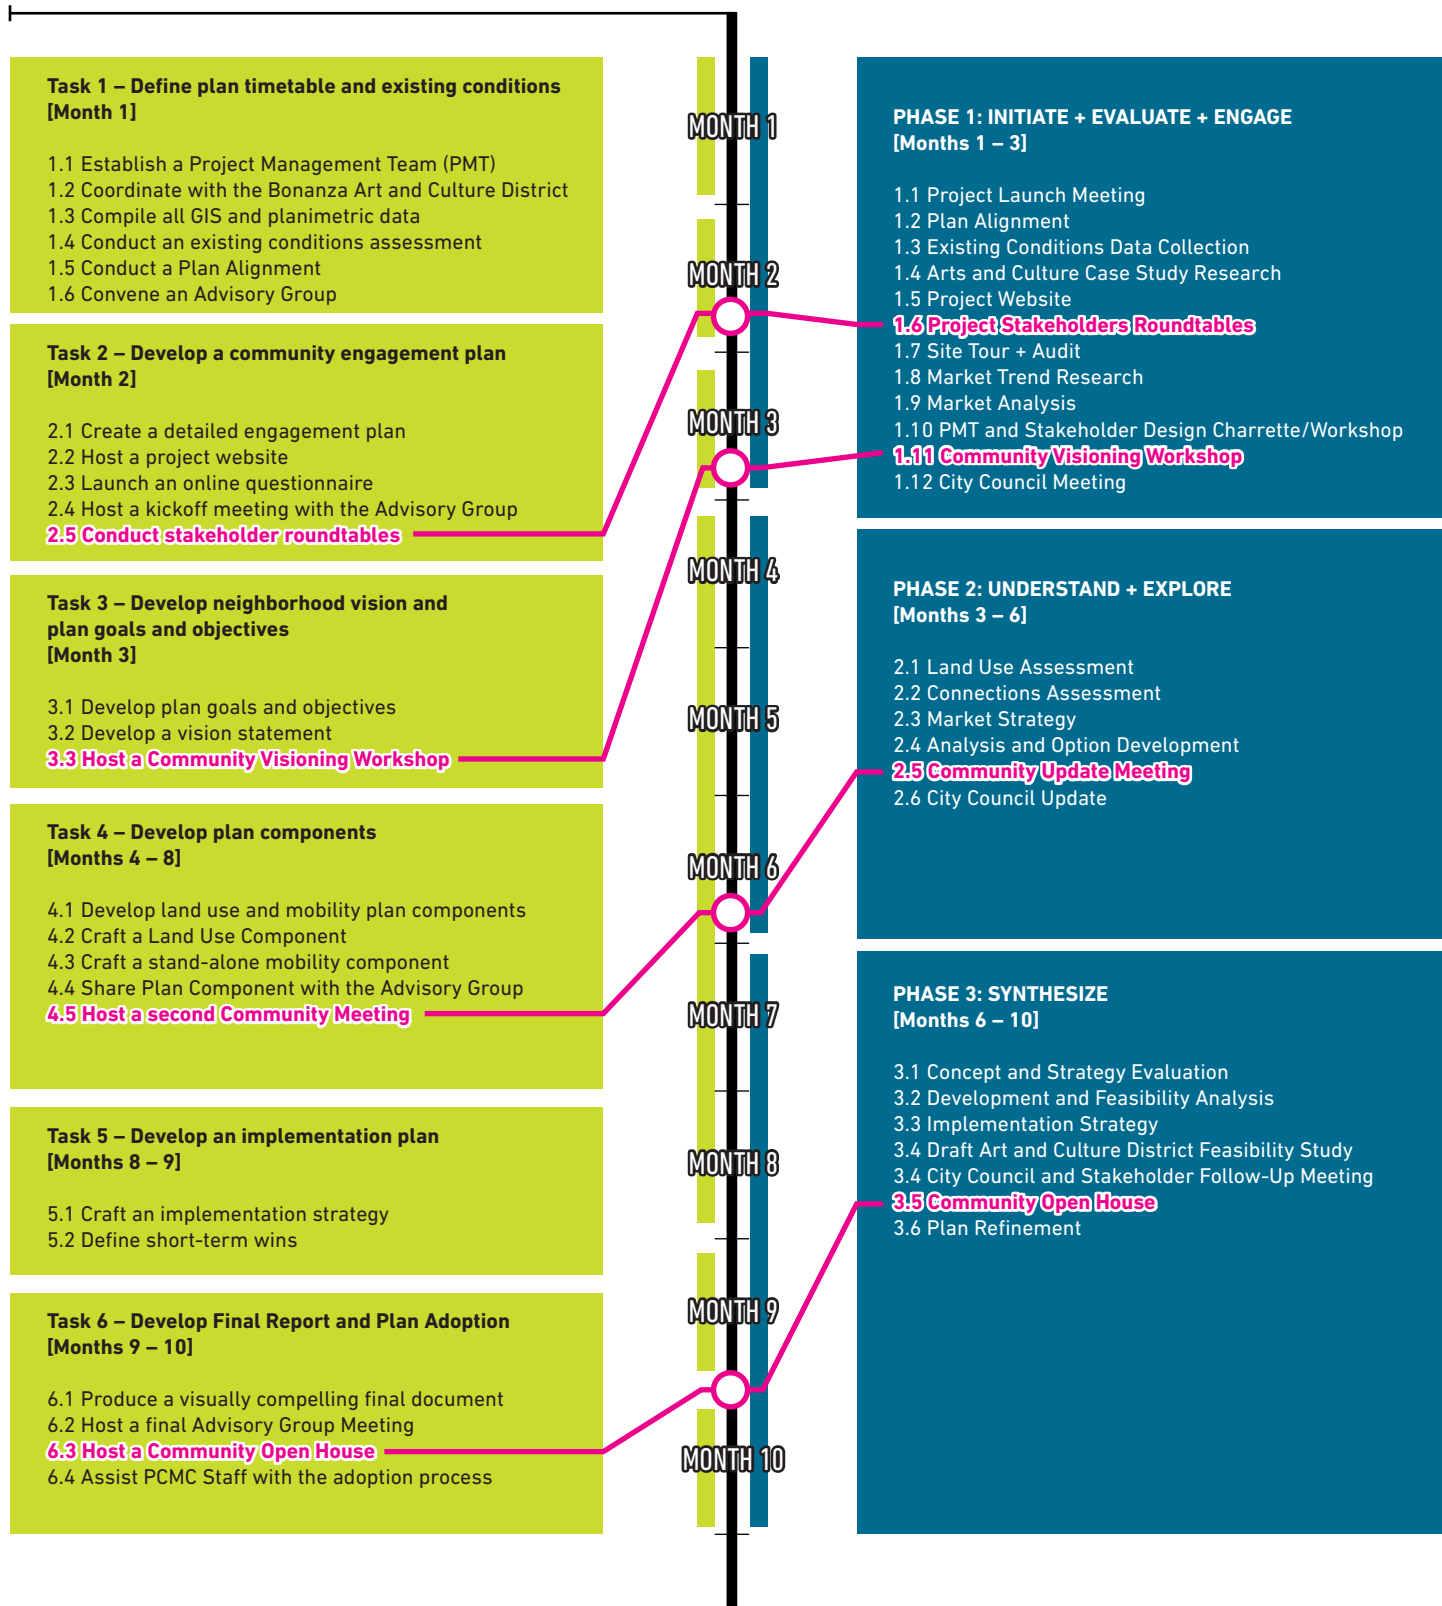 Task 1 – Define plan timetable and existing conditions
[Month 1]
1.1 Establish a Project Management Team (PMT)
1.2 Coordinate with the Bonanza Art and Culture District
1.3 Compile all GIS and planimetric data
1.4 Conduct an existing conditions assessment
1.5 Conduct a Plan Alignment
1.6 Convene an Advisory Group
Task 2 – Develop a community engagement plan
[Month 2]
2.1 Create a detailed engagement plan
2.2 Host a project website
2.3 Launch an online questionnaire
2.4 Host a kickoff meeting with the Advisory Group
2.5 Conduct stakeholder roundtables
Task 3 – Develop neighborhood vision and
plan goals and objectives
[Month 3]
3.1 Develop plan goals and objectives
3.2 Develop a vision statement
3.3 Host a Community Visioning Workshop
Task 4 – Develop plan components
[Months 4 – 8]
4.1 Develop land use and mobility plan components
4.2 Craft a Land Use Component
4.3 Craft a stand-alone mobility component
4.4 Share Plan Component with the Advisory Group
4.5 Host a second Community Meeting
Task 5 – Develop an implementation plan
[Months 8 – 9]
5.1 Craft an implementation strategy
5.2 Define short-term wins
Task 6 – Develop Final Report and Plan Adoption
[Months 9 – 10]
6.1 Produce a visually compelling final document
6.2 Host a final Advisory Group Meeting
6.3 Host a Community Open House
6.4 Assist PCMC Staff with the adoption process
MONTH 1
MONTH 2
MONTH 3
MONTH 4
MONTH 5
MONTH 6
MONTH 7
MONTH 8
MONTH 9
MONTH 10
PHASE 1: INITIATE + EVALUATE + ENGAGE
[Months 1 – 3]
1.1 Project Launch Meeting
1.2 Plan Alignment
1.3 Existing Conditions Data Collection
1.4 Arts and Culture Case Study Research
1.5 Project Website
1.6 Project Stakeholders Roundtables
1.7 Site Tour + Audit
1.8 Market Trend Research
1.9 Market Analysis
1.10 PMT and Stakeholder Design Charrette/Workshop
1.11 Community Visioning Workshop
1.12 City Council Meeting
PHASE 2: UNDERSTAND + EXPLORE
[Months 3 – 6]
2.1 Land Use Assessment
2.2 Connections Assessment
2.3 Market Strategy
2.4 Analysis and Option Development
2.5 Community Update Meeting
2.6 City Council Update
PHASE 3: SYNTHESIZE
[Months 6 – 10]
3.1 Concept and Strategy Evaluation
3.2 Development and Feasibility Analysis
3.3 Implementation Strategy
3.4 Draft Art and Culture District Feasibility Study
3.4 City Council and Stakeholder Follow-Up Meeting
3.5 Community Open House
3.6 Plan Refinement